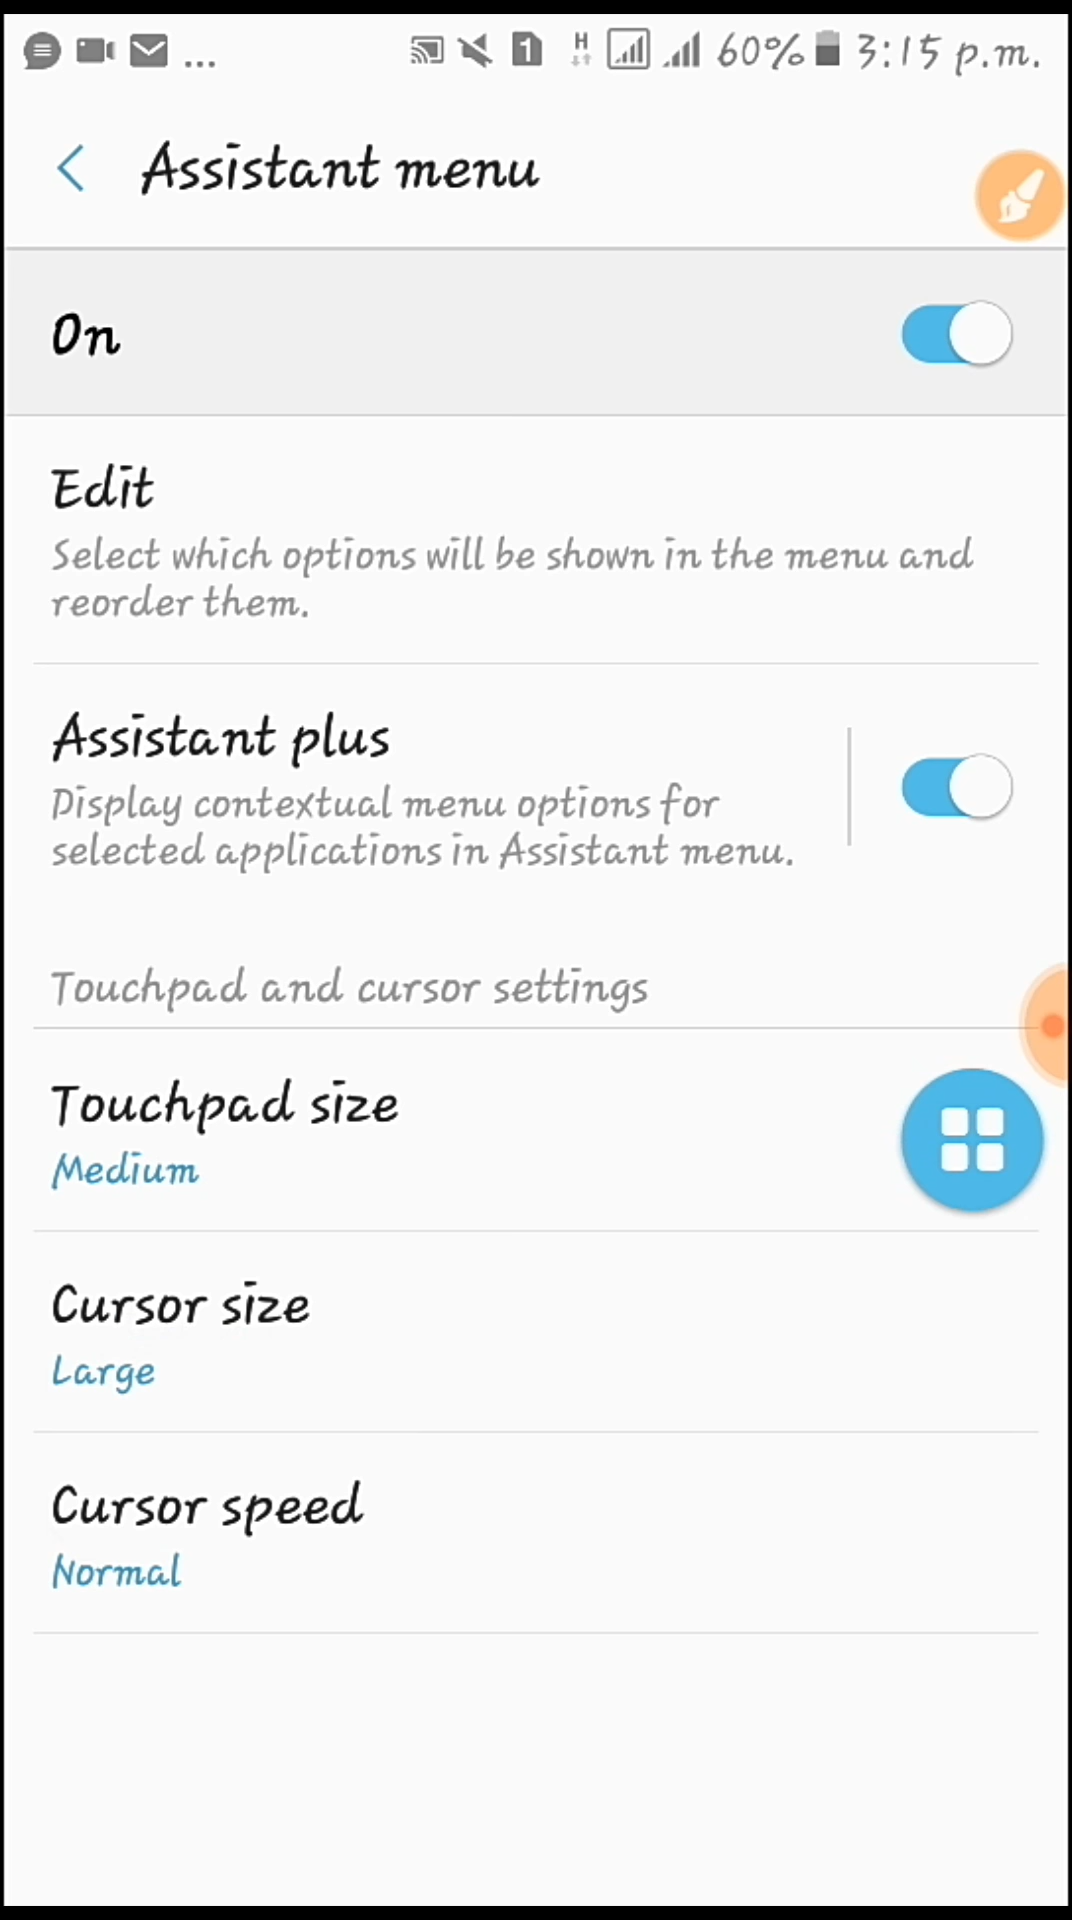 ... 1 H 60% 3:15 p.m.
Assistant menu
On
Edit
Select which options will be shown in the menu and
reorder them.
Assistant plus
Display contextual menu options for
selected applications in Assistant menu.
Touchpad and cursor settings
Touchpad size
Medium
Cursor size
Large
Cursor speed
Normal